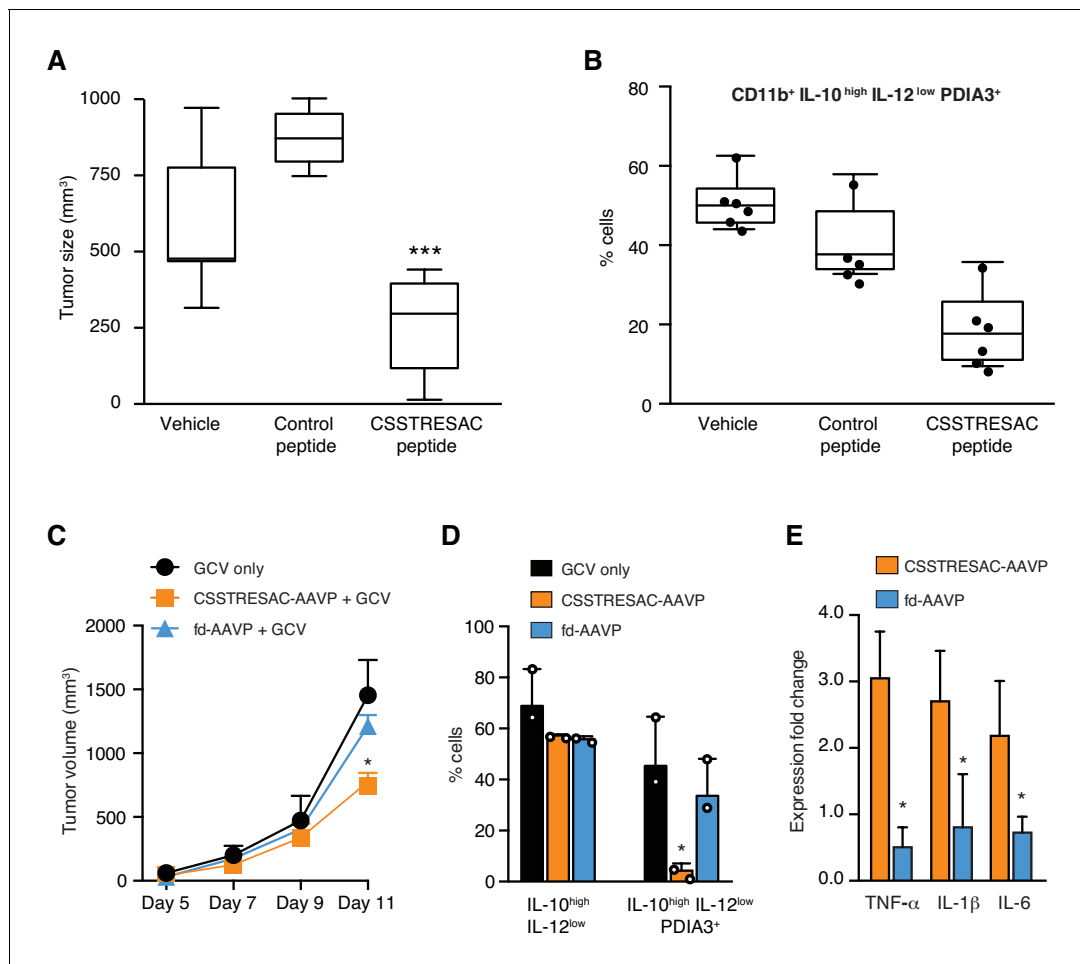 A
Tumor size (mm³)
1000
750
500
250
0
***
Vehicle
Control
peptide
CSSTRESAC
peptide
B
CD11b⁺ IL-10 ʰⁱᵍʰ IL-12 ˡᵒʷ PDIA3⁺
% cells
80
60
40
20
0
Vehicle
Control
peptide
CSSTRESAC
peptide
C
GCV only
CSSTRESAC-AAVP + GCV
fd-AAVP + GCV
Tumor volume (mm³)
2000
1500
1000
500
0
*
Day 5 Day 7 Day 9 Day 11
D
GCV only
CSSTRESAC-AAVP
fd-AAVP
% cells
100
80
60
40
20
0
*
IL-10ʰⁱᵍʰ
IL-12ˡᵒʷ
IL-10ʰⁱᵍʰ IL-12ˡᵒʷ
PDIA3⁺
E
CSSTRESAC-AAVP
fd-AAVP
Expression fold change
4.0
3.0
2.0
1.0
0.0
* * *
TNF-α IL-1β IL-6